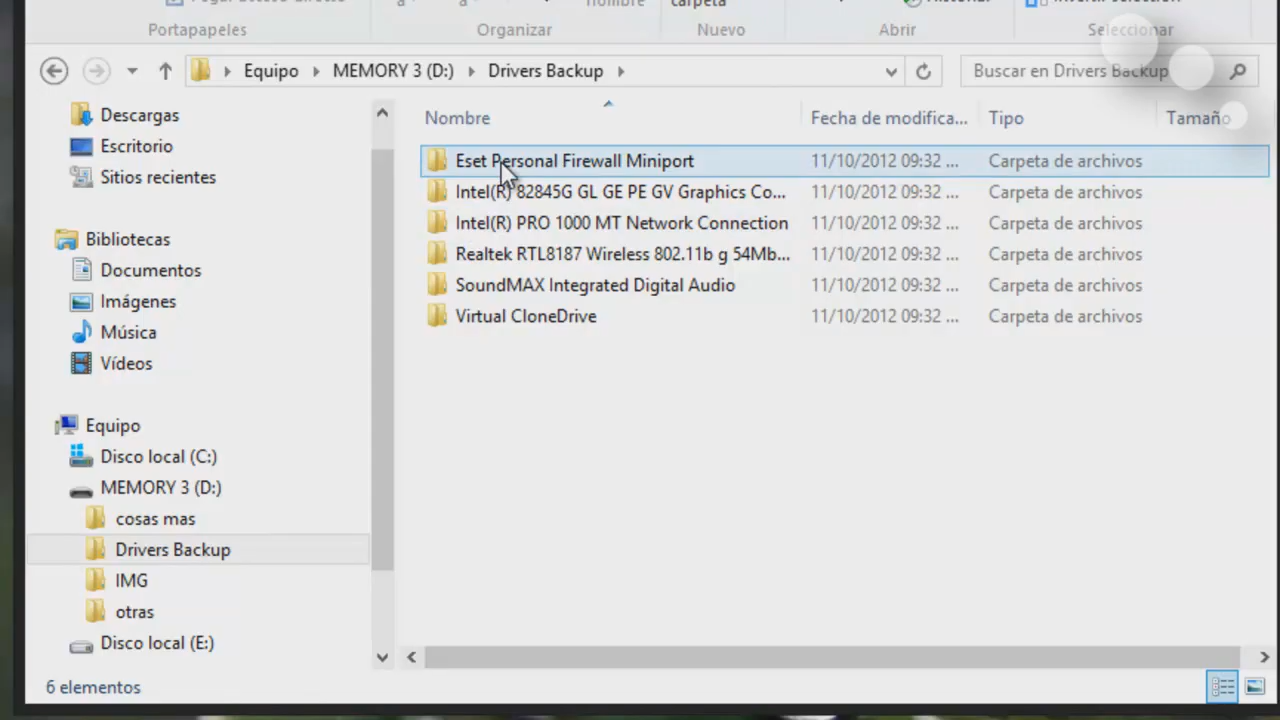 carpeta
Portapapeles Organizar Nuevo Abrir Seleccionar
Equipo MEMORY 3 (D:) Drivers Backup Buscar en Drivers Backup
Nombre Fecha de modifica... Tipo Tamaño
Descargas
Escritorio
Sitios recientes
Bibliotecas
Documentos
Imágenes
Música
Vídeos
Equipo
Disco local (C:)
MEMORY 3 (D:)
cosas mas
Drivers Backup
IMG
otras
Disco local (E:)
Eset Personal Firewall Miniport 11/10/2012 09:32 ... Carpeta de archivos
Intel(R) 82845G GL GE PE GV Graphics Co... 11/10/2012 09:32 ... Carpeta de archivos
Intel(R) PRO 1000 MT Network Connection 11/10/2012 09:32 ... Carpeta de archivos
Realtek RTL8187 Wireless 802.11b g 54Mb... 11/10/2012 09:32 ... Carpeta de archivos
SoundMAX Integrated Digital Audio 11/10/2012 09:32 ... Carpeta de archivos
Virtual CloneDrive 11/10/2012 09:32 ... Carpeta de archivos
6 elementos